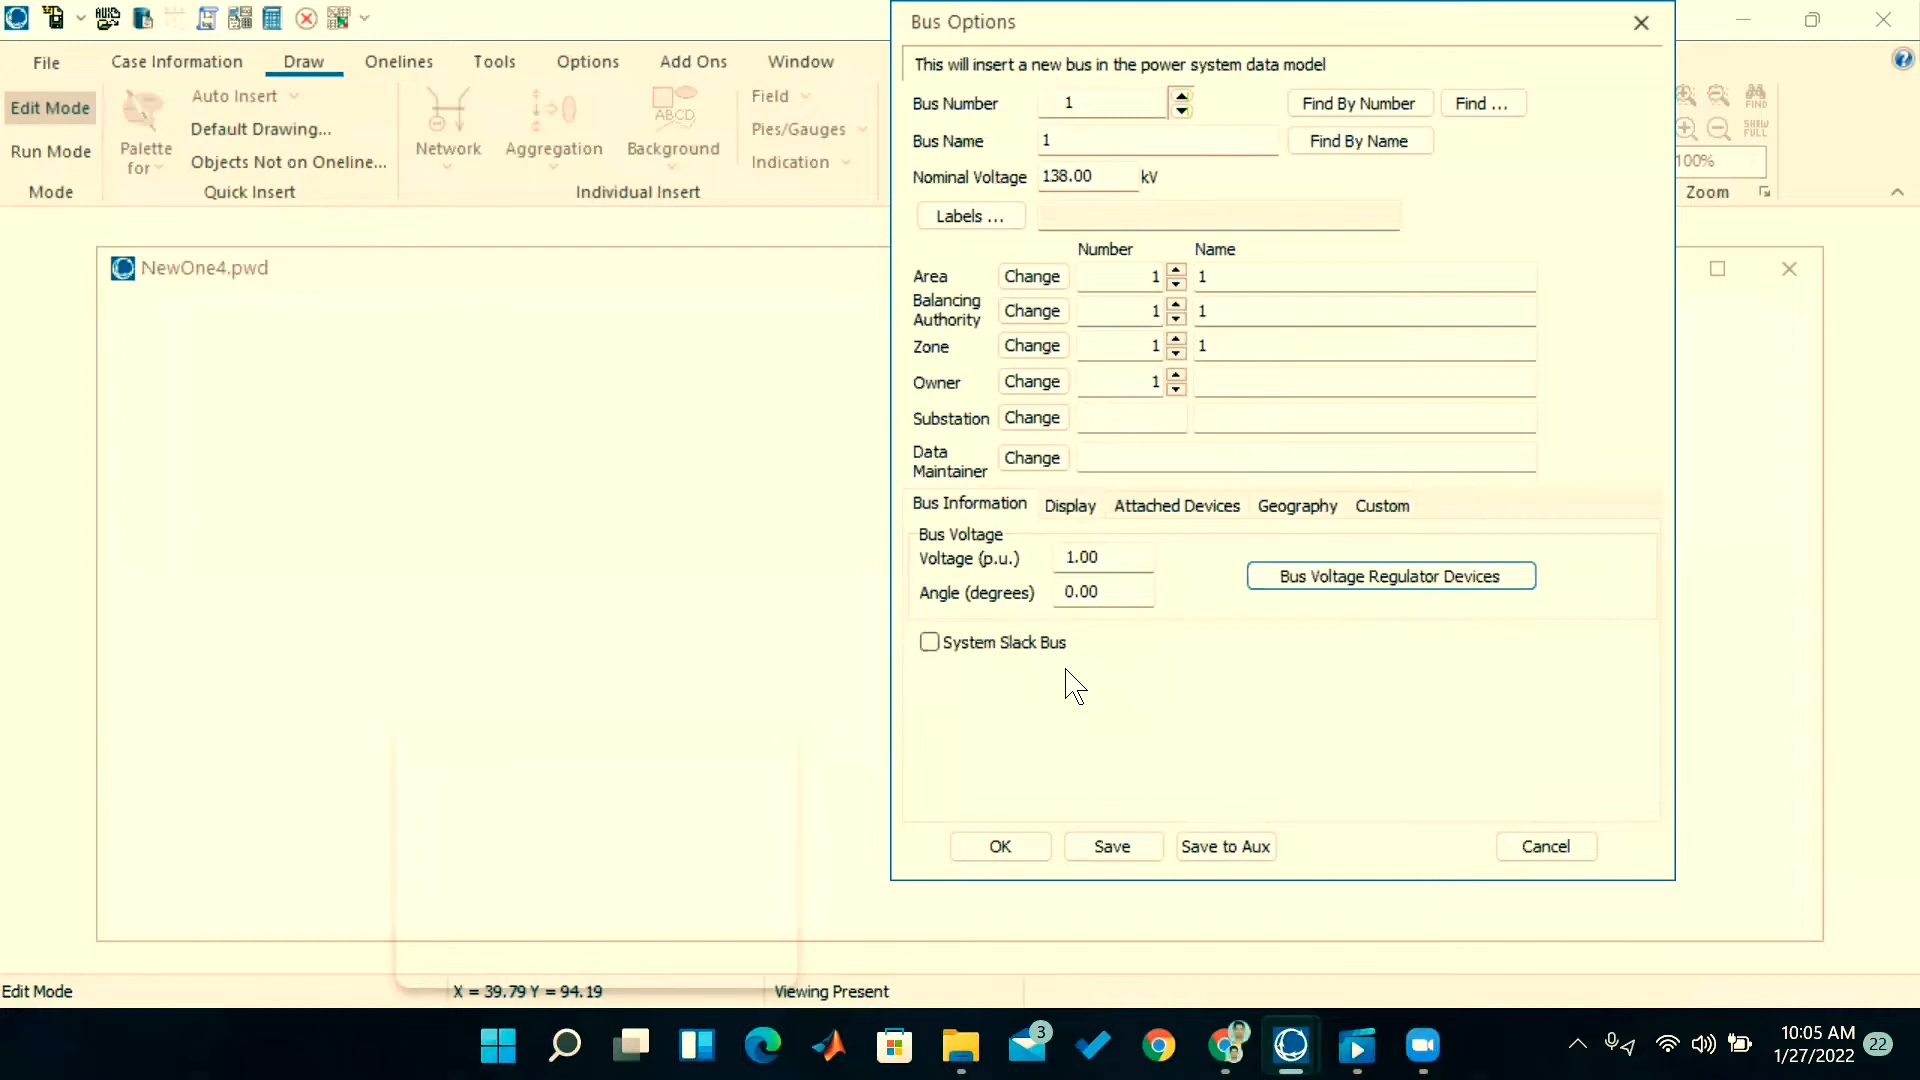 Bus Options
File Case Information Draw Onelines Tools Options Add Ons Window
This will insert a new bus in the power system data model
Edit Mode
Run Mode
Mode
Palette
for
Auto Insert
Default Drawing...
Objects Not on Oneline...
Quick Insert
Network
Aggregation
ABCD
Background
Individual Insert
Field
Pies/Gauges
Indication
FIND
SHOW
FULL
100%
Zoom
NewOne4.pwd
Bus Number 1 Find By Number Find ...
Bus Name 1 Find By Name
Nominal Voltage 138.00 kV
Labels ...
Number Name
Area Change 1 1
Balancing
Authority Change 1 1
Zone Change 1 1
Owner Change 1
Substation Change
Data
Maintainer Change
Bus Information Display Attached Devices Geography Custom
Bus Voltage
Voltage (p.u.) 1.00
Bus Voltage Regulator Devices
Angle (degrees) 0.00
System Slack Bus
OK Save Save to Aux Cancel
Edit Mode X = 39.79 Y = 94.19 Viewing Present
3
10:05 AM
1/27/2022
22